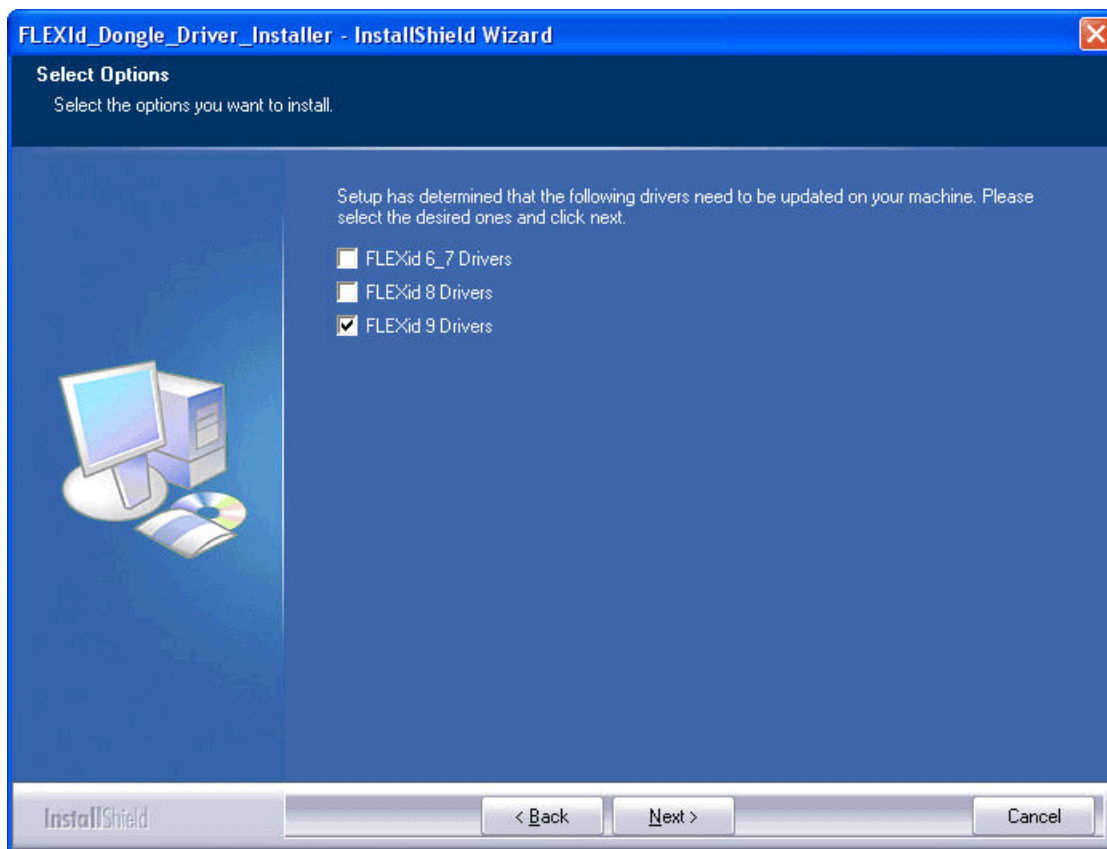 FLEXId_Dongle_Driver_Installer - InstallShield Wizard
Select Options
Select the options you want to install.
Setup has determined that the following drivers need to be updated on your machine. Please
select the desired ones and click next.
FLEXid 6_7 Drivers
FLEXid 8 Drivers
FLEXid 9 Drivers
InstallShield
< Back
Next >
Cancel